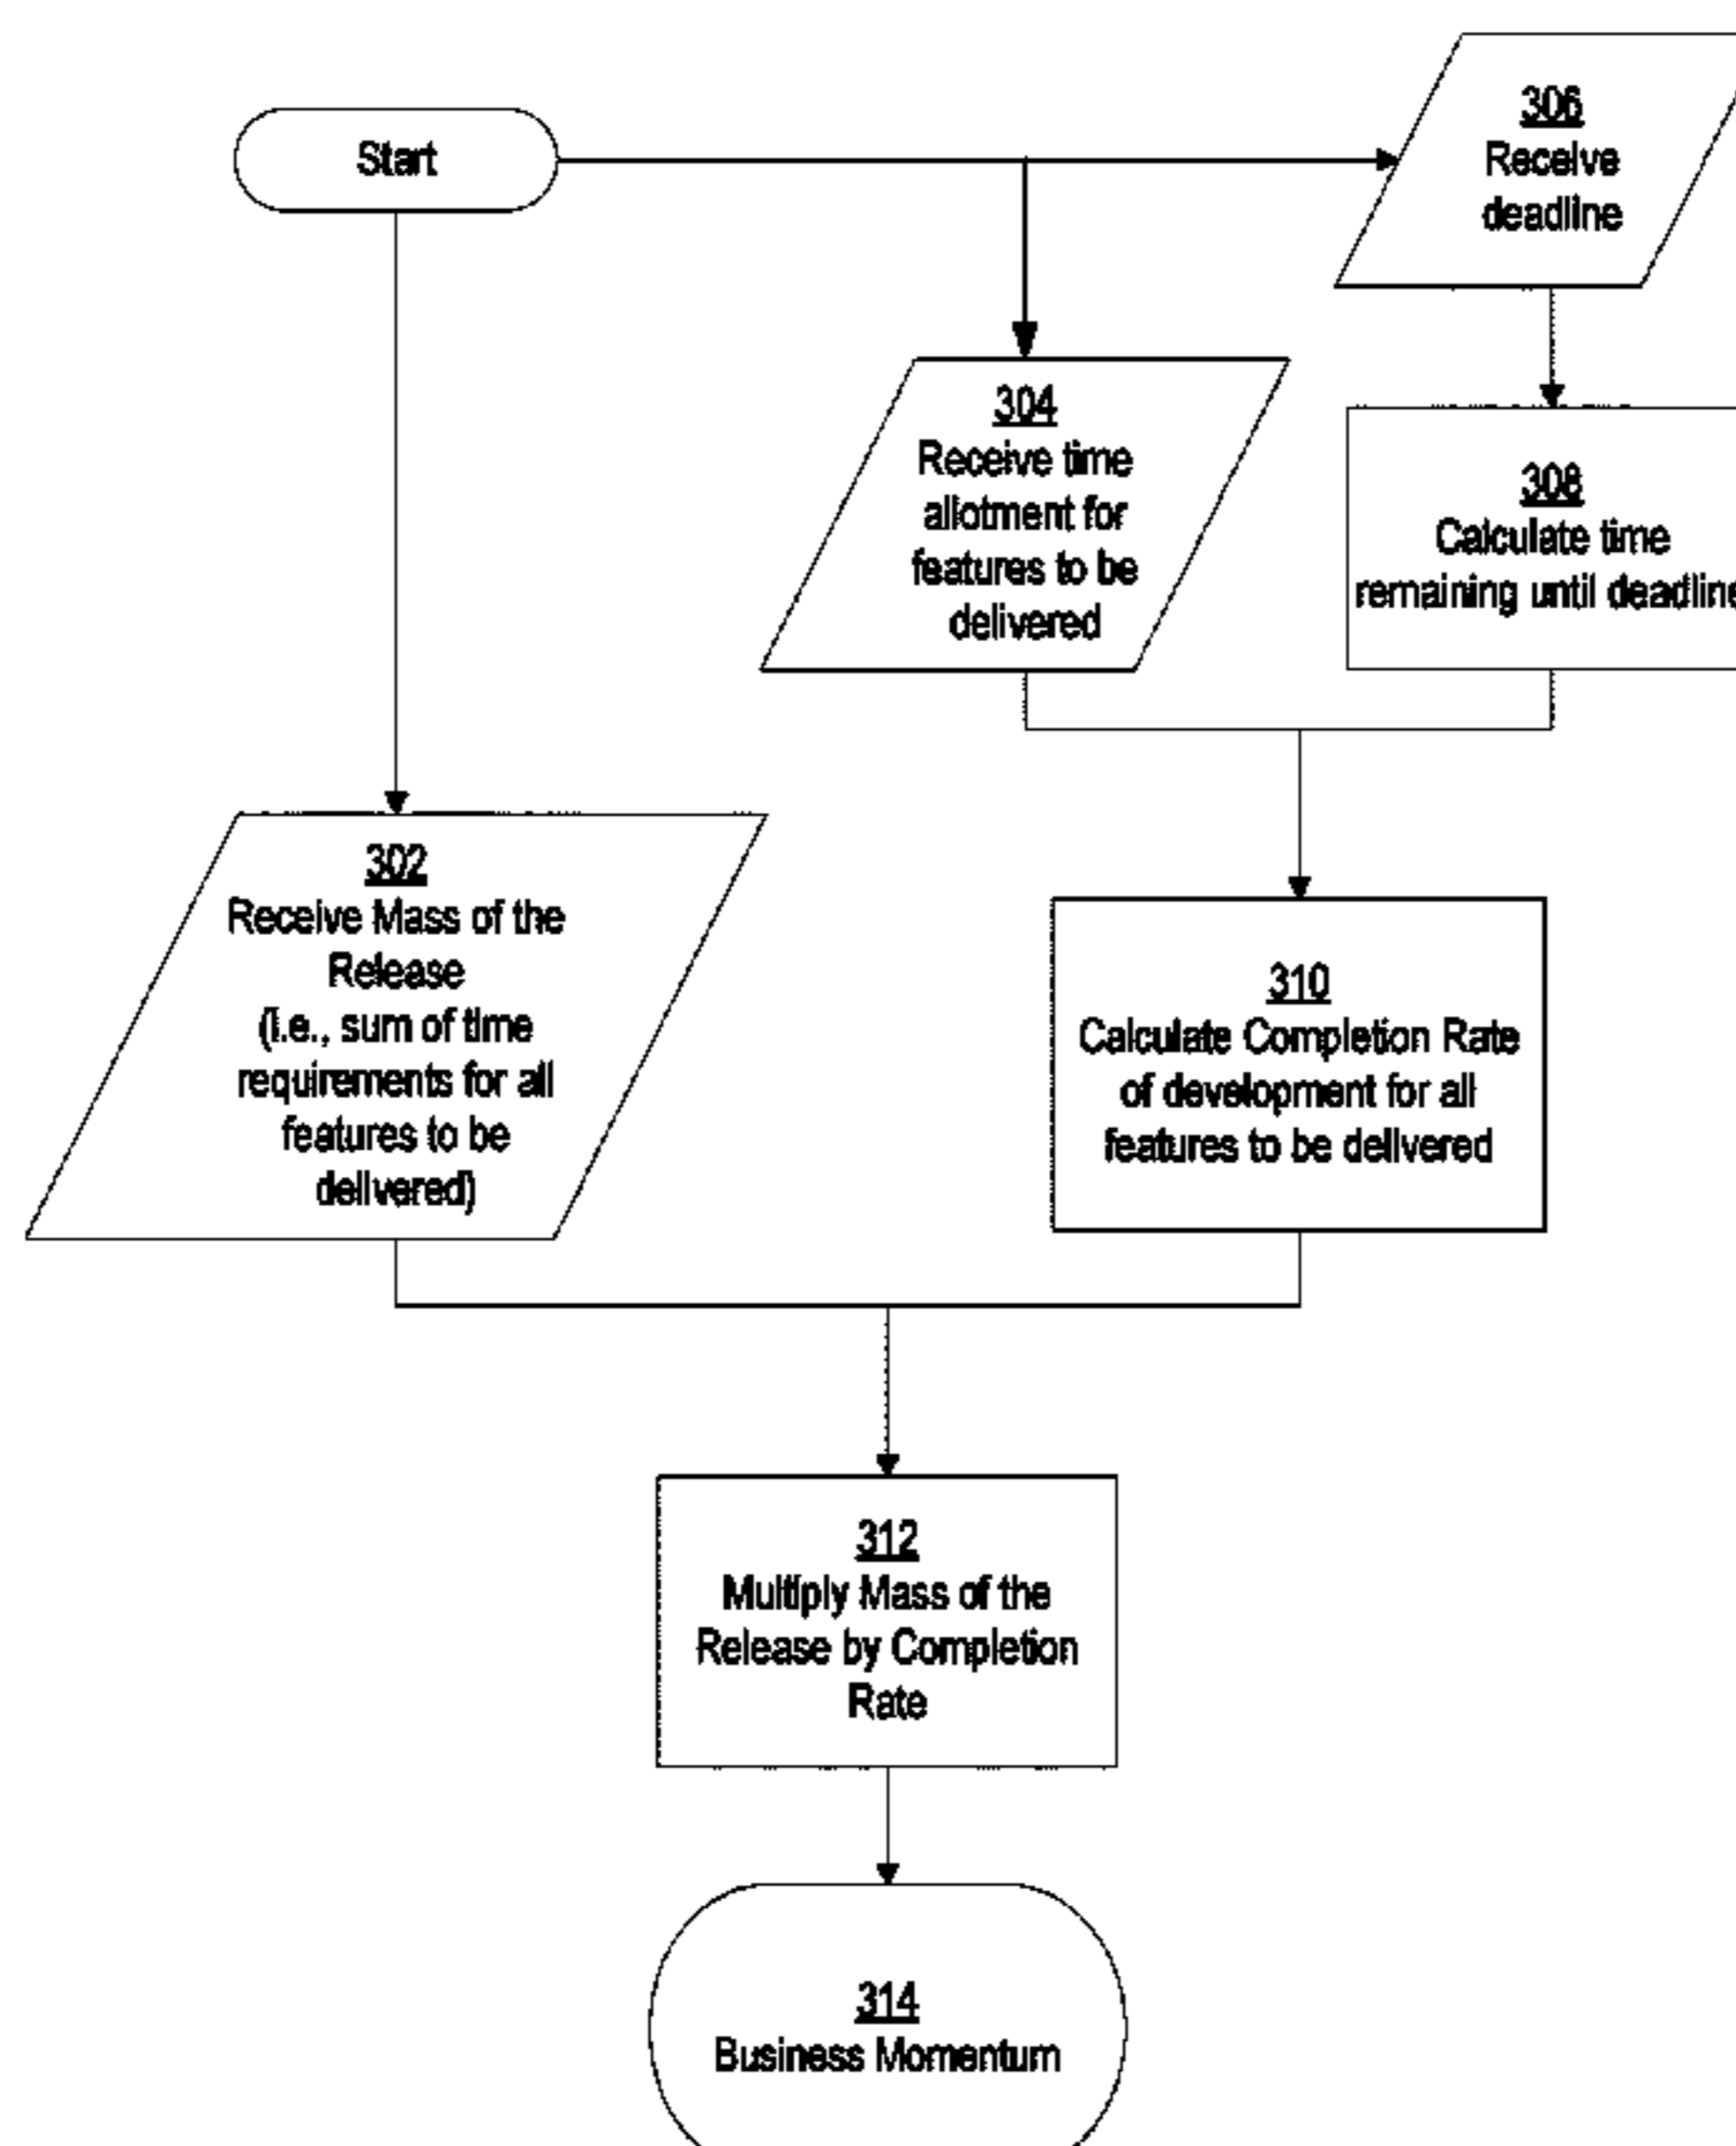 Start
306
Receive
deadline
304
Receive time
allotment for
features to be
delivered
308
Calculate time
remaining until deadline
302
Receive Mass of the
Release
(i.e., sum of time
requirements for all
features to be
delivered)
310
Calculate Completion Rate
of development for all
features to be delivered
312
Multiply Mass of the
Release by Completion
Rate
314
Business Momentum